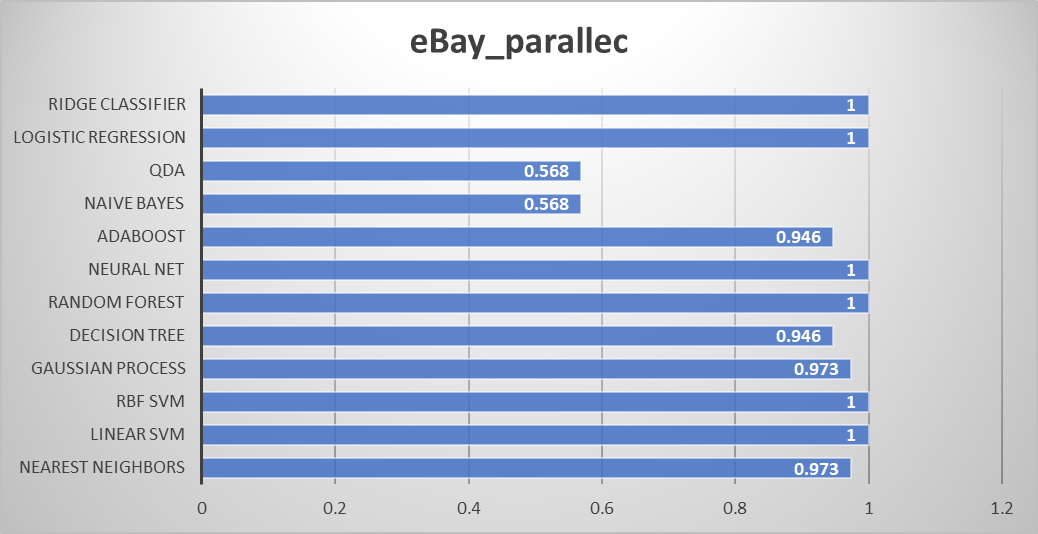 eBay_parallec
RIDGE CLASSIFIER 1
LOGISTIC REGRESSION 1
QDA 0.568
NAIVE BAYES 0.568
ADABOOST 0.946
NEURAL NET 1
RANDOM FOREST 1
DECISION TREE 0.946
GAUSSIAN PROCESS 0.973
RBF SVM 1
LINEAR SVM 1
NEAREST NEIGHBORS 0.973
0 0.2 0.4 0.6 0.8 1 1.2